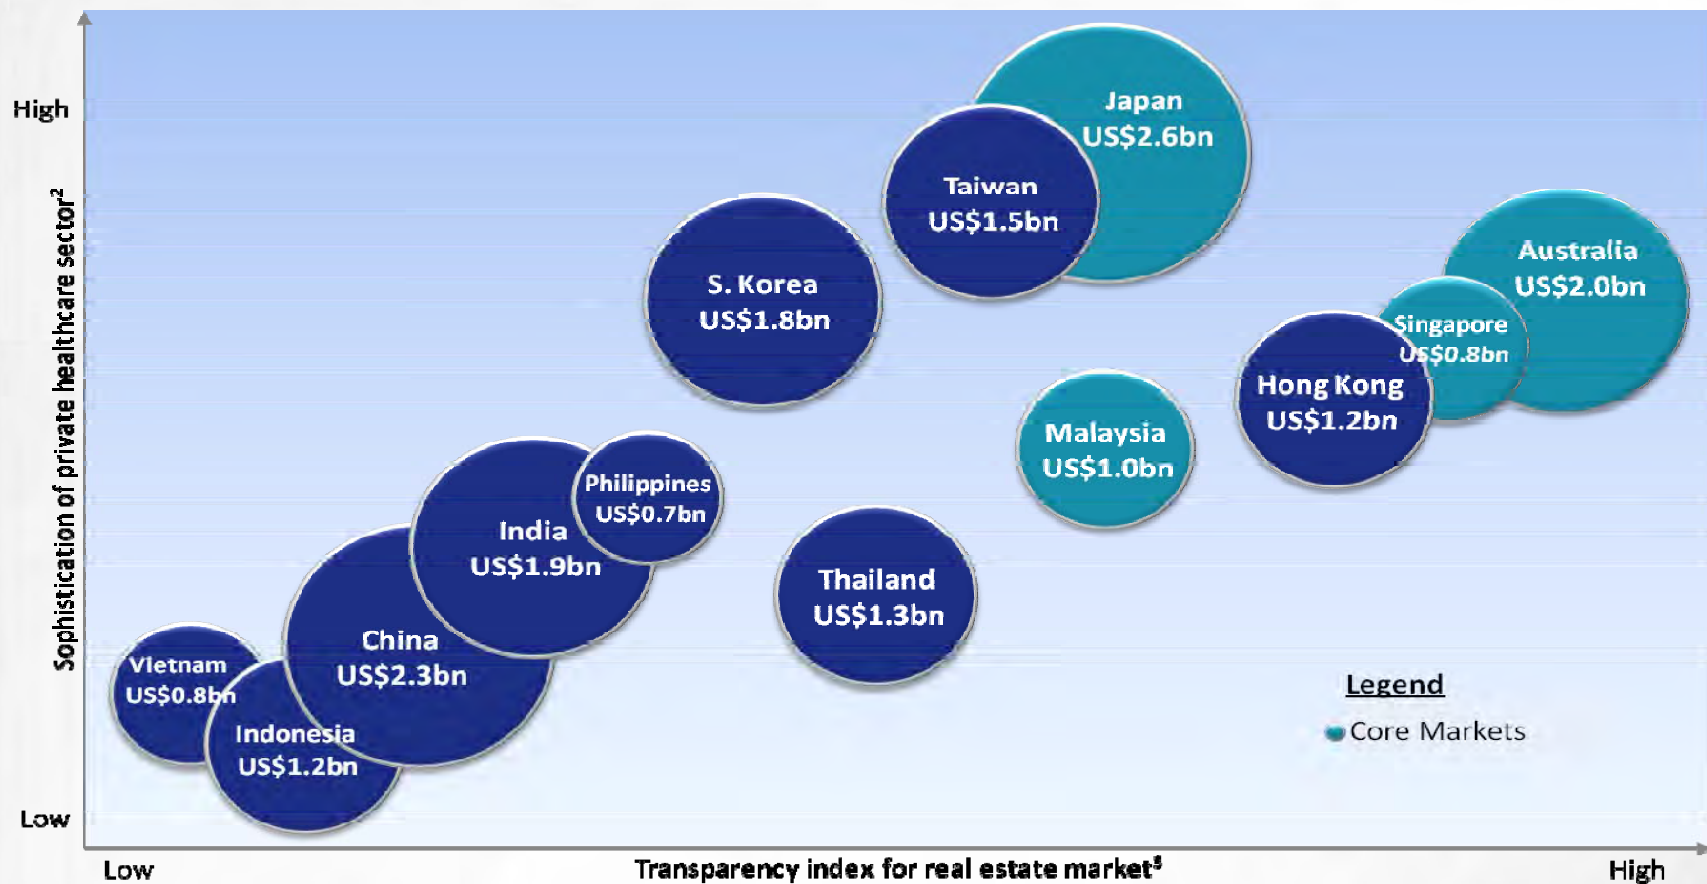 High
Sophistication of private healthcare sector²
Low
Japan
US$2.6bn
Taiwan
US$1.5bn
S. Korea
US$1.8bn
Australia
US$2.0bn
Singapore
US$0.8bn
Hong Kong
US$1.2bn
Malaysia
US$1.0bn
Philippines
US$0.7bn
India
US$1.9bn
Thailand
US$1.3bn
China
US$2.3bn
Vietnam
US$0.8bn
Indonesia
US$1.2bn
Legend
Core Markets
Low
Transparency index for real estate market
High